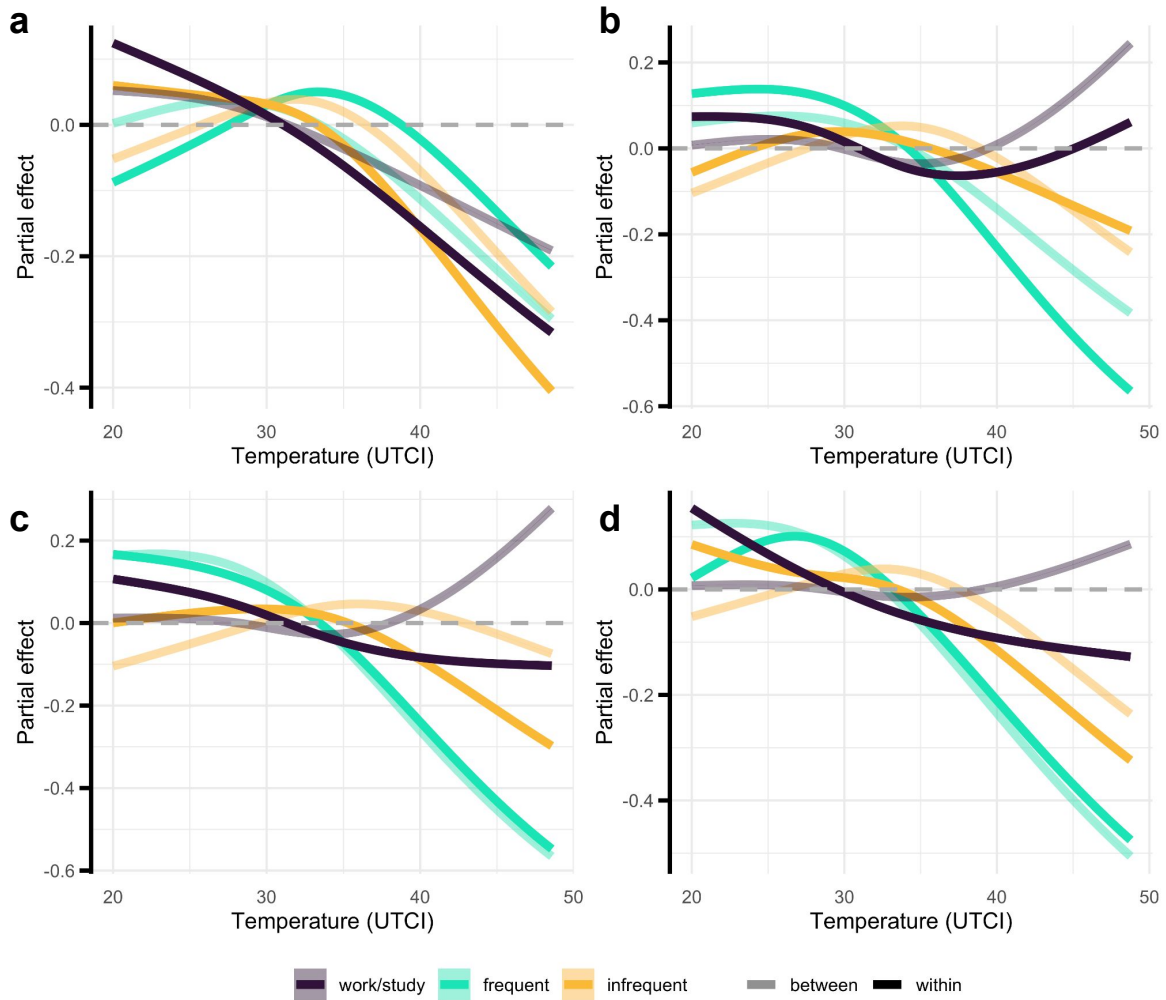 a
0.0
-0.2
-0.4
Partial effect
20
30
40
Temperature (UTCI)
b
0.2
0.0
-0.2
-0.4
-0.6
Partial effect
20
30
40
50
Temperature (UTCI)
c
0.2
0.0
-0.2
-0.4
-0.6
Partial effect
20
30
40
50
Temperature (UTCI)
d
0.0
-0.2
-0.4
Partial effect
20
30
40
50
Temperature (UTCI)
work/study frequent infrequent between within